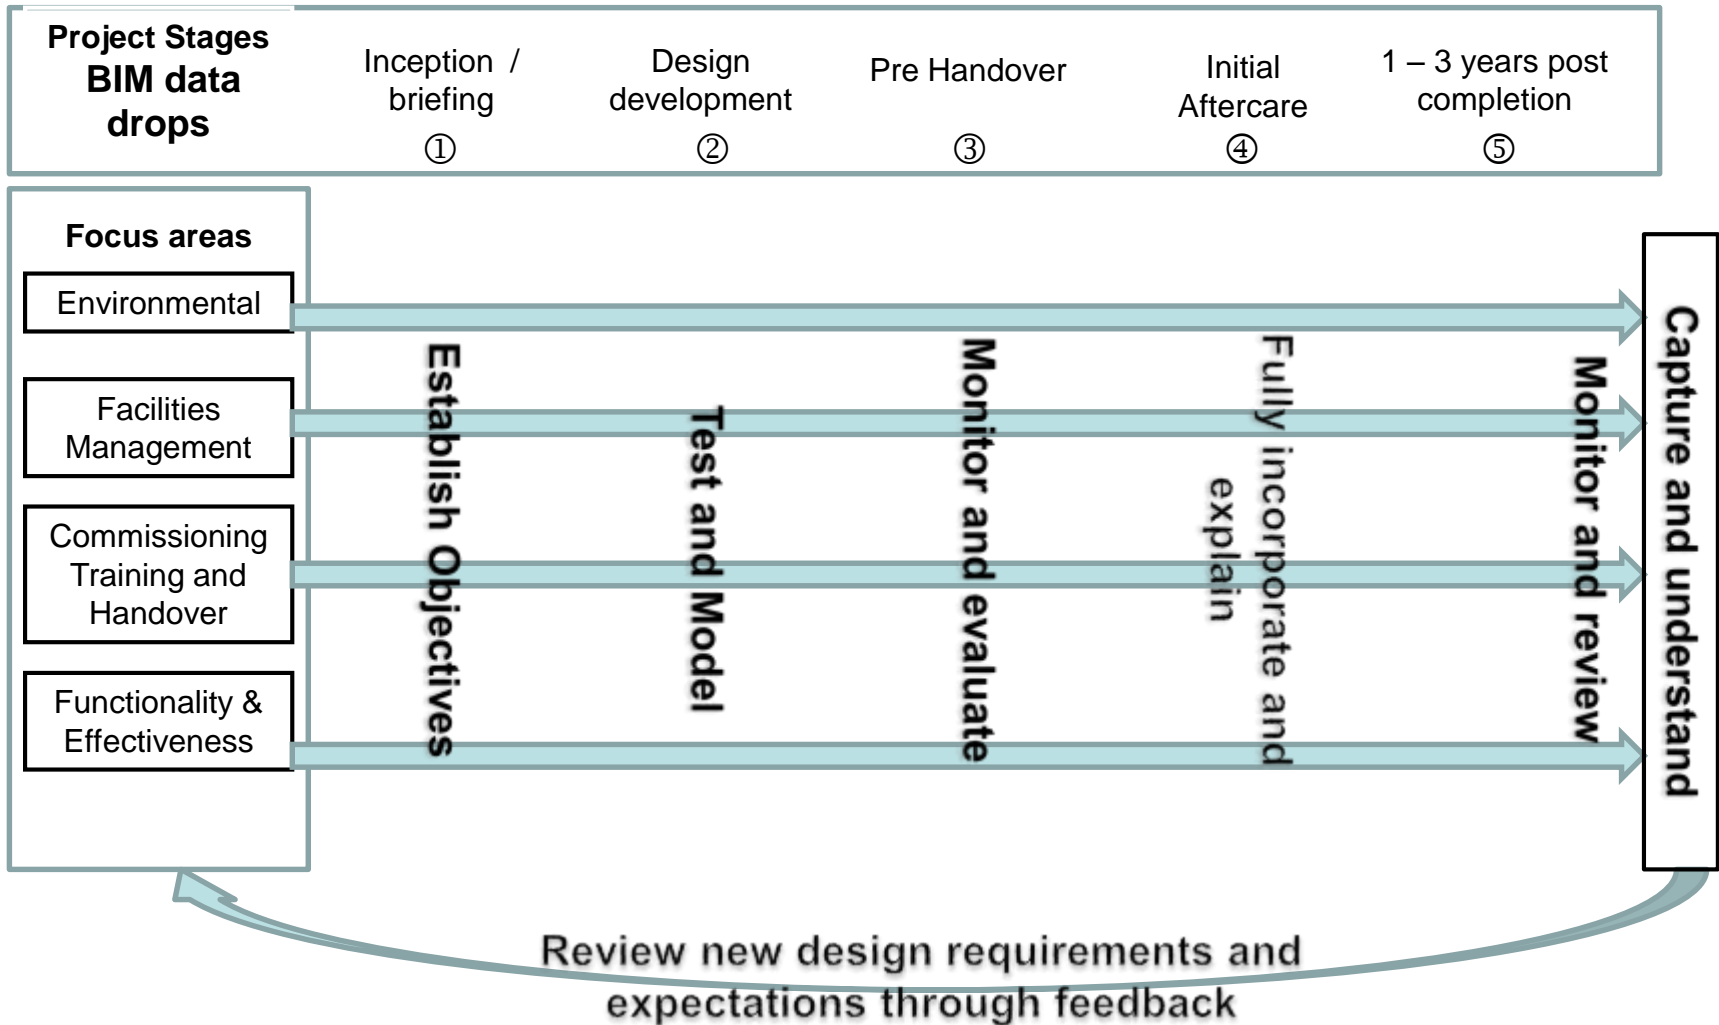 Project Stages
BIM data
drops
Inception /
briefing
①
Design
development
②
Pre Handover
③
Initial
Aftercare
④
1 – 3 years post
completion
⑤
Focus areas
Environmental
Facilities
Management
Commissioning
Training and
Handover
Functionality &
Effectiveness
Establish Objectives
Test and Model
Monitor and evaluate
Fully incorporate and
explain
Monitor and review
Capture and understand
Review new design requirements and
expectations through feedback